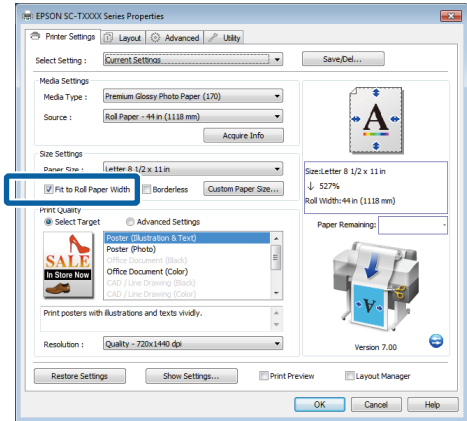 EPSON SC-TXXXX Series Properties
Printer Settings Layout Advanced Utility
Select Setting : Current Settings Save/Del...
Media Settings
Media Type : Premium Glossy Photo Paper (170)
Source : Roll Paper - 44 in (1118 mm)
Acquire Info
Size Settings
Paper Size : Letter 8 1/2 x 11 in
Fit to Roll Paper Width Borderless Custom Paper Size...
Print Quality
Select Target Advanced Settings
SALE
In Store Now
Poster (Illustration & Text)
Poster (Photo)
Office Document (Black)
Office Document (Color)
CAD / Line Drawing (Black)
CAD / Line Drawing (Color)
Print posters with illustrations and texts vividly.
Resolution : Quality - 720x1440 dpi
A
Size:Letter 8 1/2 x 11 in
↓ 527%
Roll Width:44 in (1118 mm)
Paper Remaining: -
A
Version 7.00
Restore Settings Show Settings... Print Preview Layout Manager
OK Cancel Help